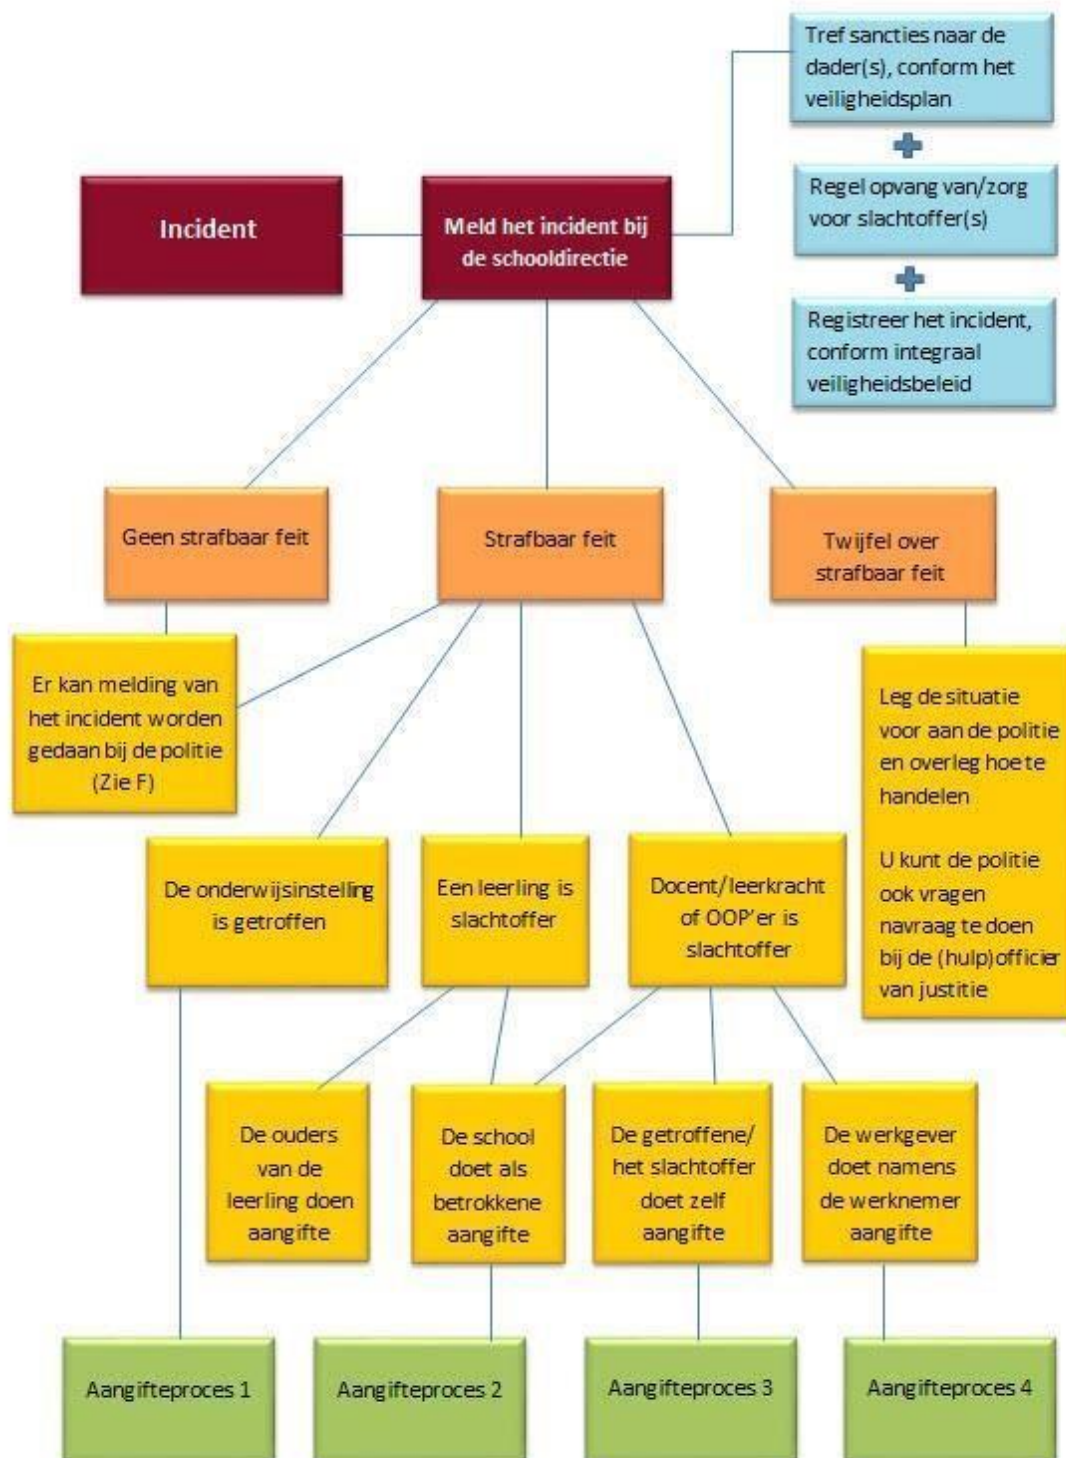 Tref sancties naar de
dader(s), conform het
veiligheidsplan
Incident
Meld het incident bij
de schooldirectie
Regel opvang van/zorg
voor slachtoffer(s)
Registreer het incident,
conform integraal
veiligheidsbeleid
Geen strafbaar feit
Strafbaar feit
Twijfel over
strafbaar feit
Er kan melding van
het incident worden
gedaan bij de politie
(Zie F)
Leg de situatie
voor aan de politie
en overleg hoe te
handelen
U kunt de politie
ook vragen
navraag te doen
bij de (hulp)officier
van justitie
De onderwijsinstelling
is getroffen
Een leerling is
slachtoffer
Docent/leerkracht
of OOP'er is
slachtoffer
De ouders
van de
leerling doen
aangifte
De school
doet als
betrokkene
aangifte
De getroffene/
het slachtoffer
doet zelf
aangifte
De werkgever
doet namens
de werknemer
aangifte
Aangifteproces 1
Aangifteproces 2
Aangifteproces 3
Aangifteproces 4